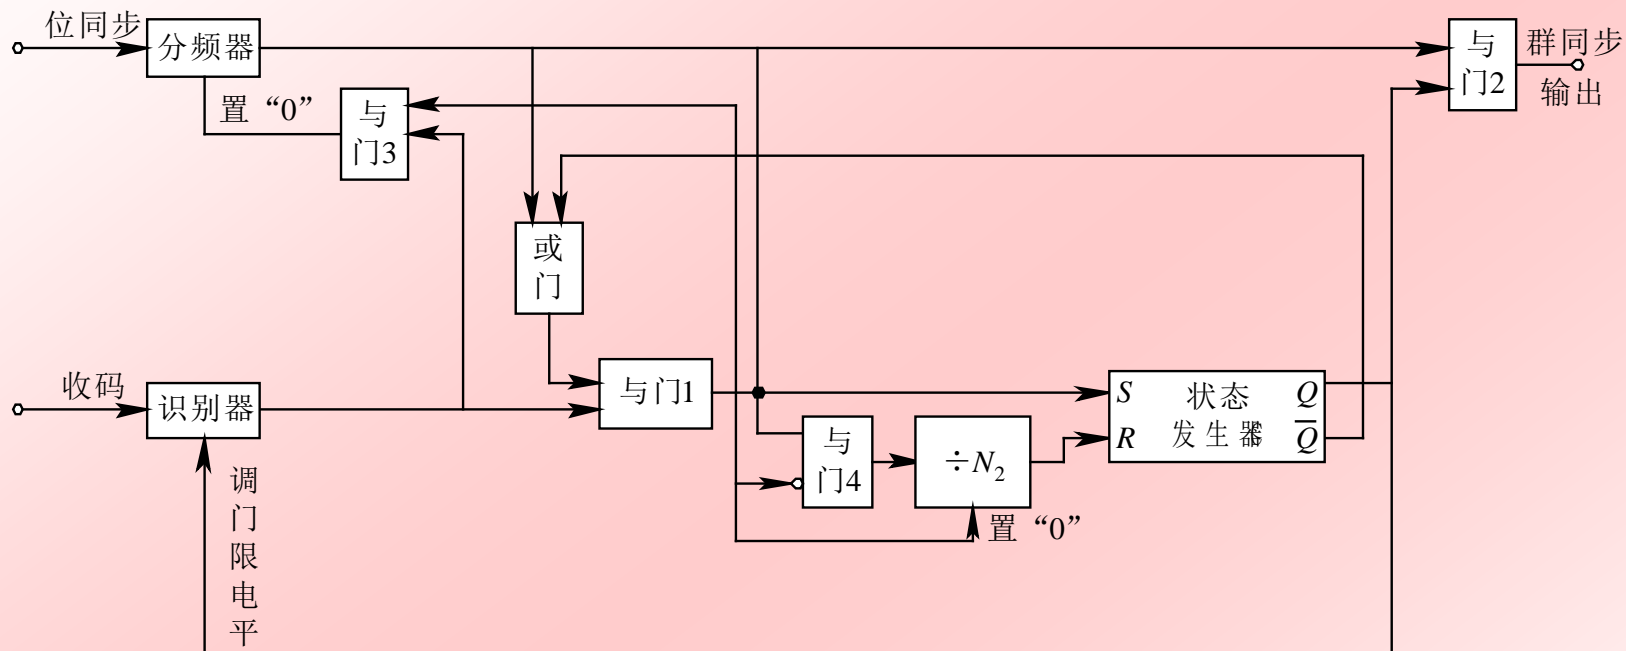 位同步
分频器
置“0”
与
门3
与
门2
群同步
输出
或
门
收码
识别器
与门1
S
R
状态
发生器
Q
Q̅
与
门4
÷N₂
置“0”
调
门
限
电
平